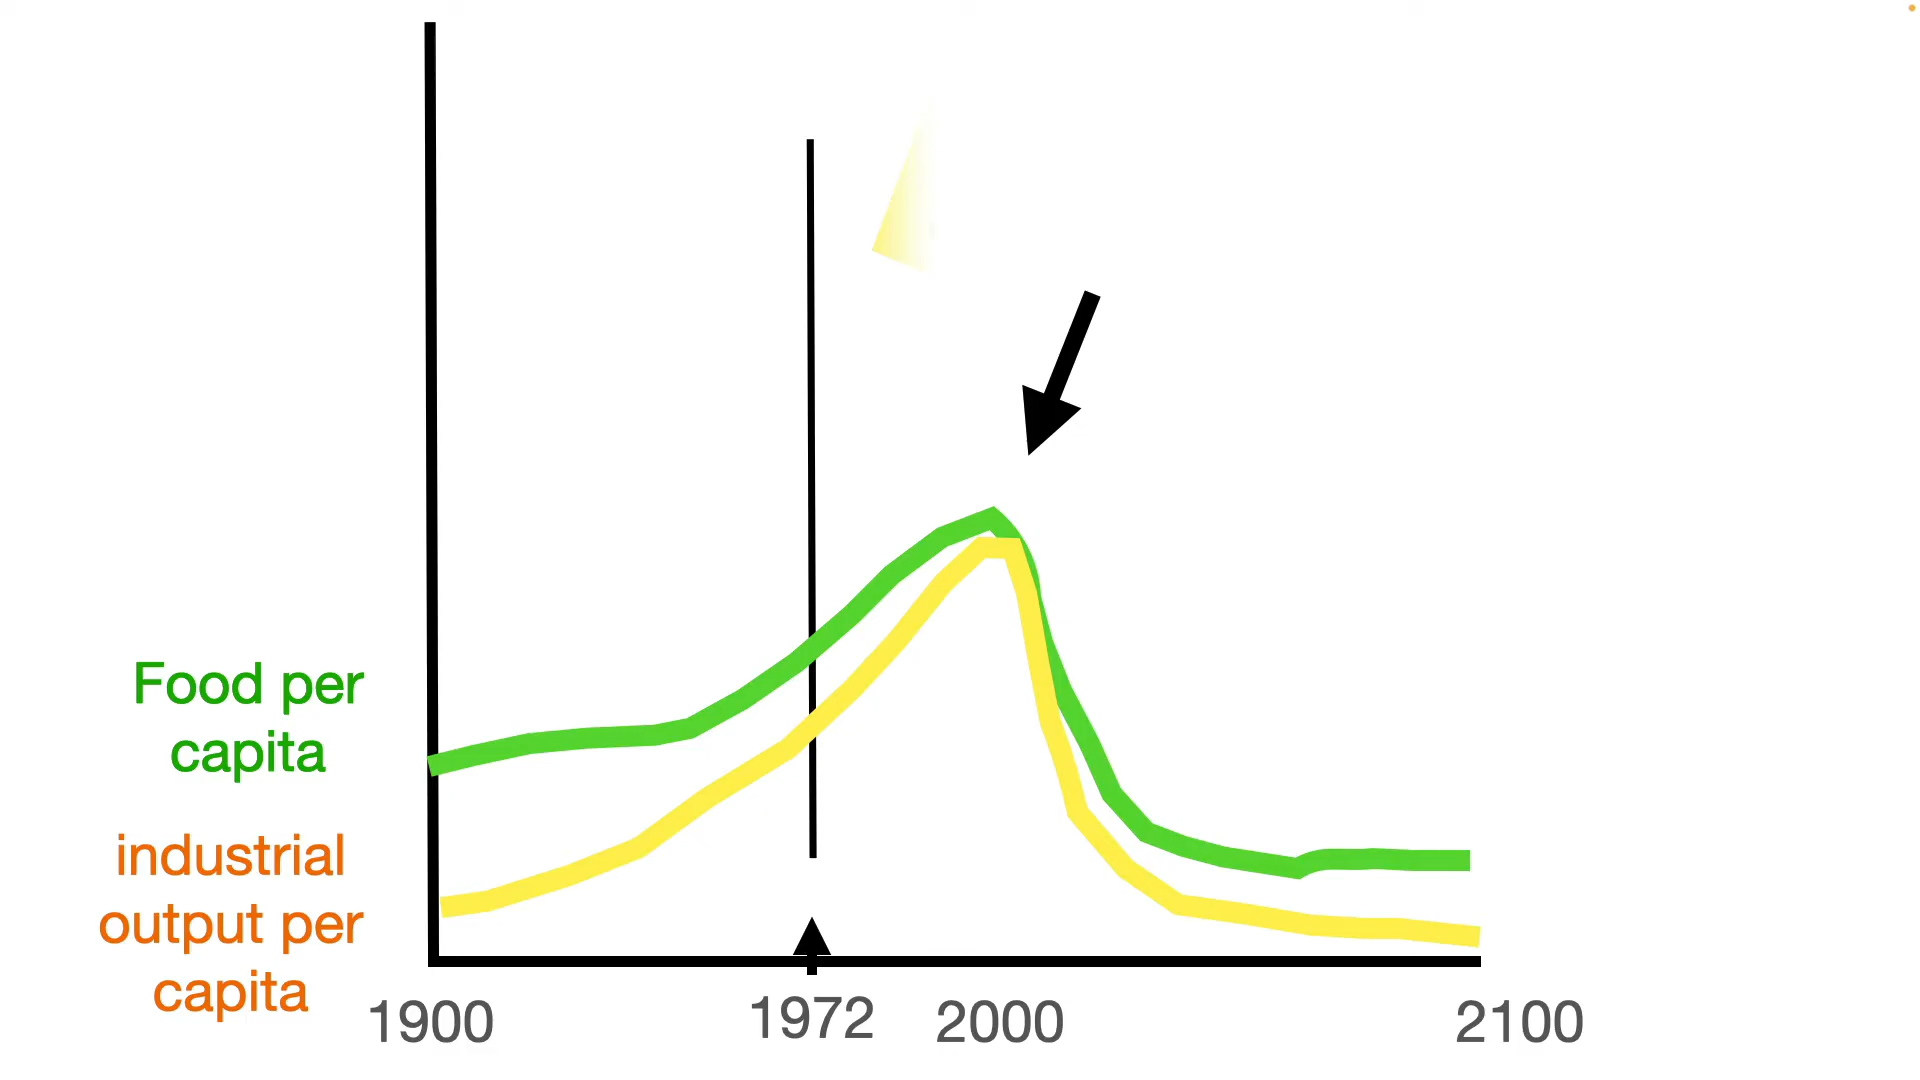 Food per
capita
industrial
output per
capita
1900
1972
2000
2100